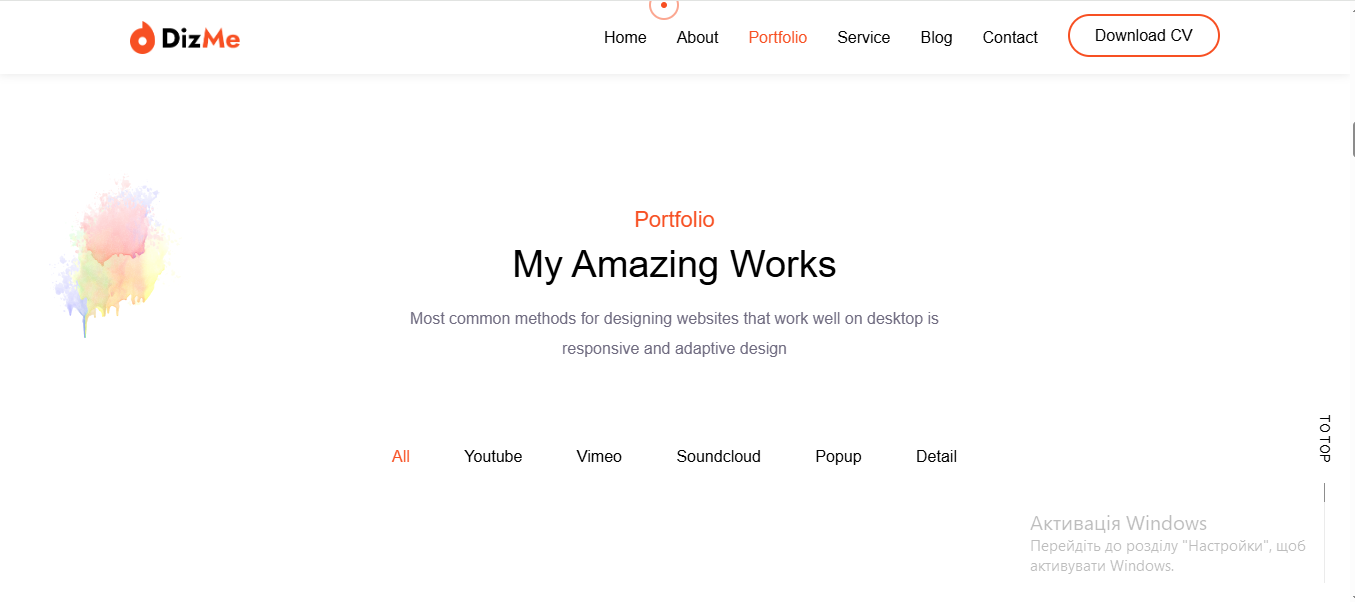 DizMe
Home About Portfolio Service Blog Contact Download CV
Portfolio
My Amazing Works
Most common methods for designing websites that work well on desktop is
responsive and adaptive design
All Youtube Vimeo Soundcloud Popup Detail
TO TOP
Активація Windows
Перейдіть до розділу "Настройки", щоб
активувати Windows.